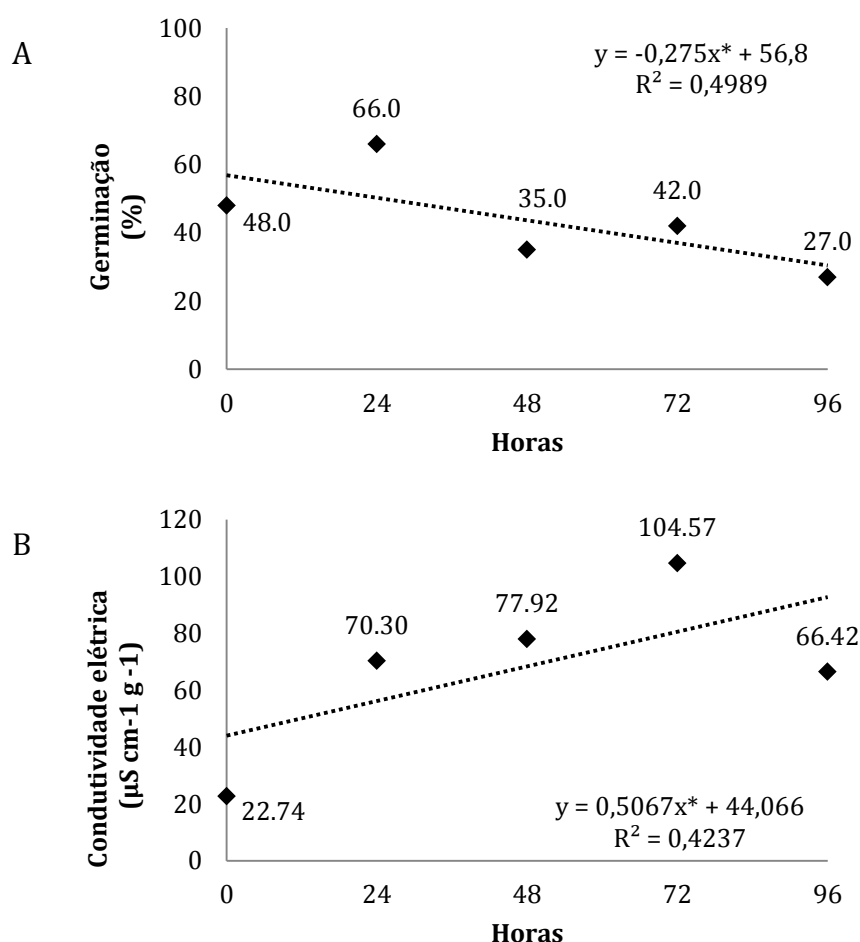 A
Germinação
(%)
100
80
60
40
20
0
y = -0,275x* + 56,8
R² = 0,4989
66.0
48.0
35.0
42.0
27.0
0 24 48 72 96
Horas
B
Condutividade elétrica
(µS cm-1 g -1)
120
100
80
60
40
20
0
104.57
70.30
77.92
66.42
22.74
y = 0,5067x* + 44,066
R² = 0,4237
0 24 48 72 96
Horas